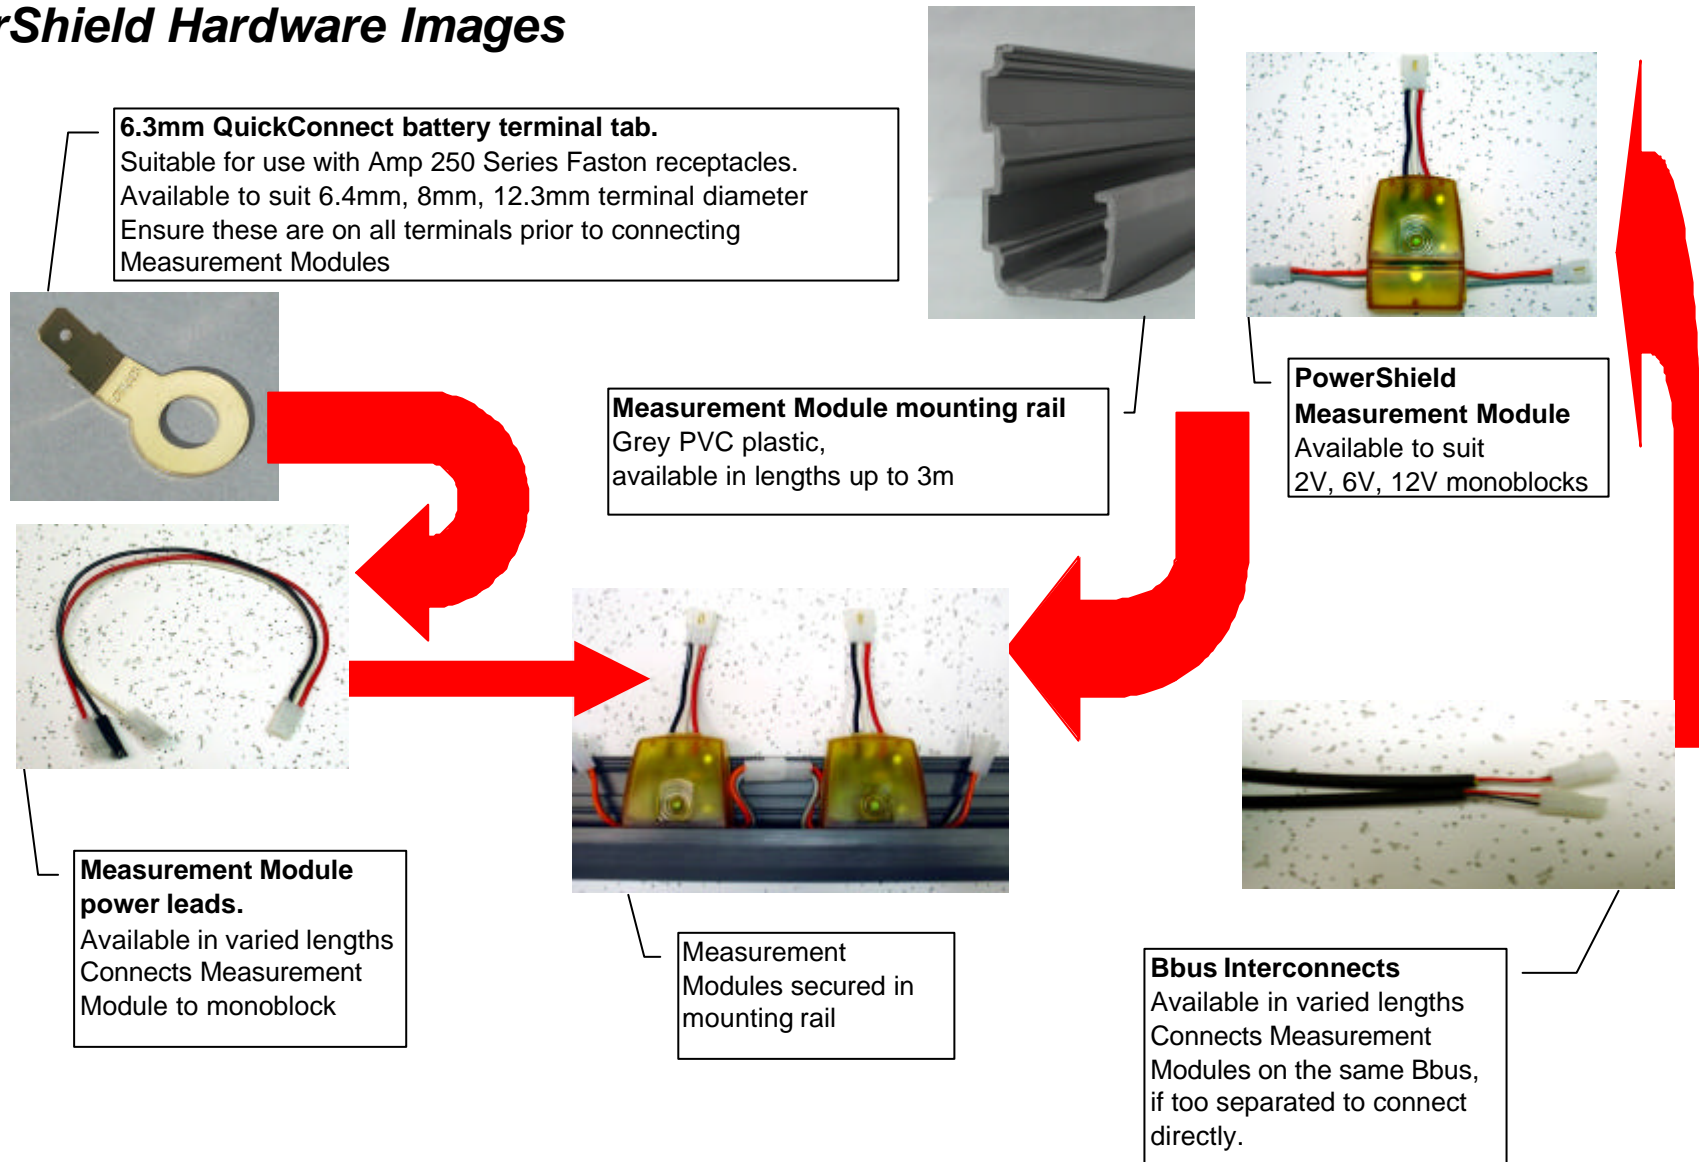 rShield Hardware Images
6.3mm QuickConnect battery terminal tab.
Suitable for use with Amp 250 Series Faston receptacles.
Available to suit 6.4mm, 8mm, 12.3mm terminal diameter
Ensure these are on all terminals prior to connecting
Measurement Modules
Measurement Module mounting rail
Grey PVC plastic,
available in lengths up to 3m
PowerShield
Measurement Module
Available to suit
2V, 6V, 12V monoblocks
Measurement Module
power leads.
Available in varied lengths
Connects Measurement
Module to monoblock
Measurement
Modules secured in
mounting rail
Bbus Interconnects
Available in varied lengths
Connects Measurement
Modules on the same Bbus,
if too separated to connect
directly.